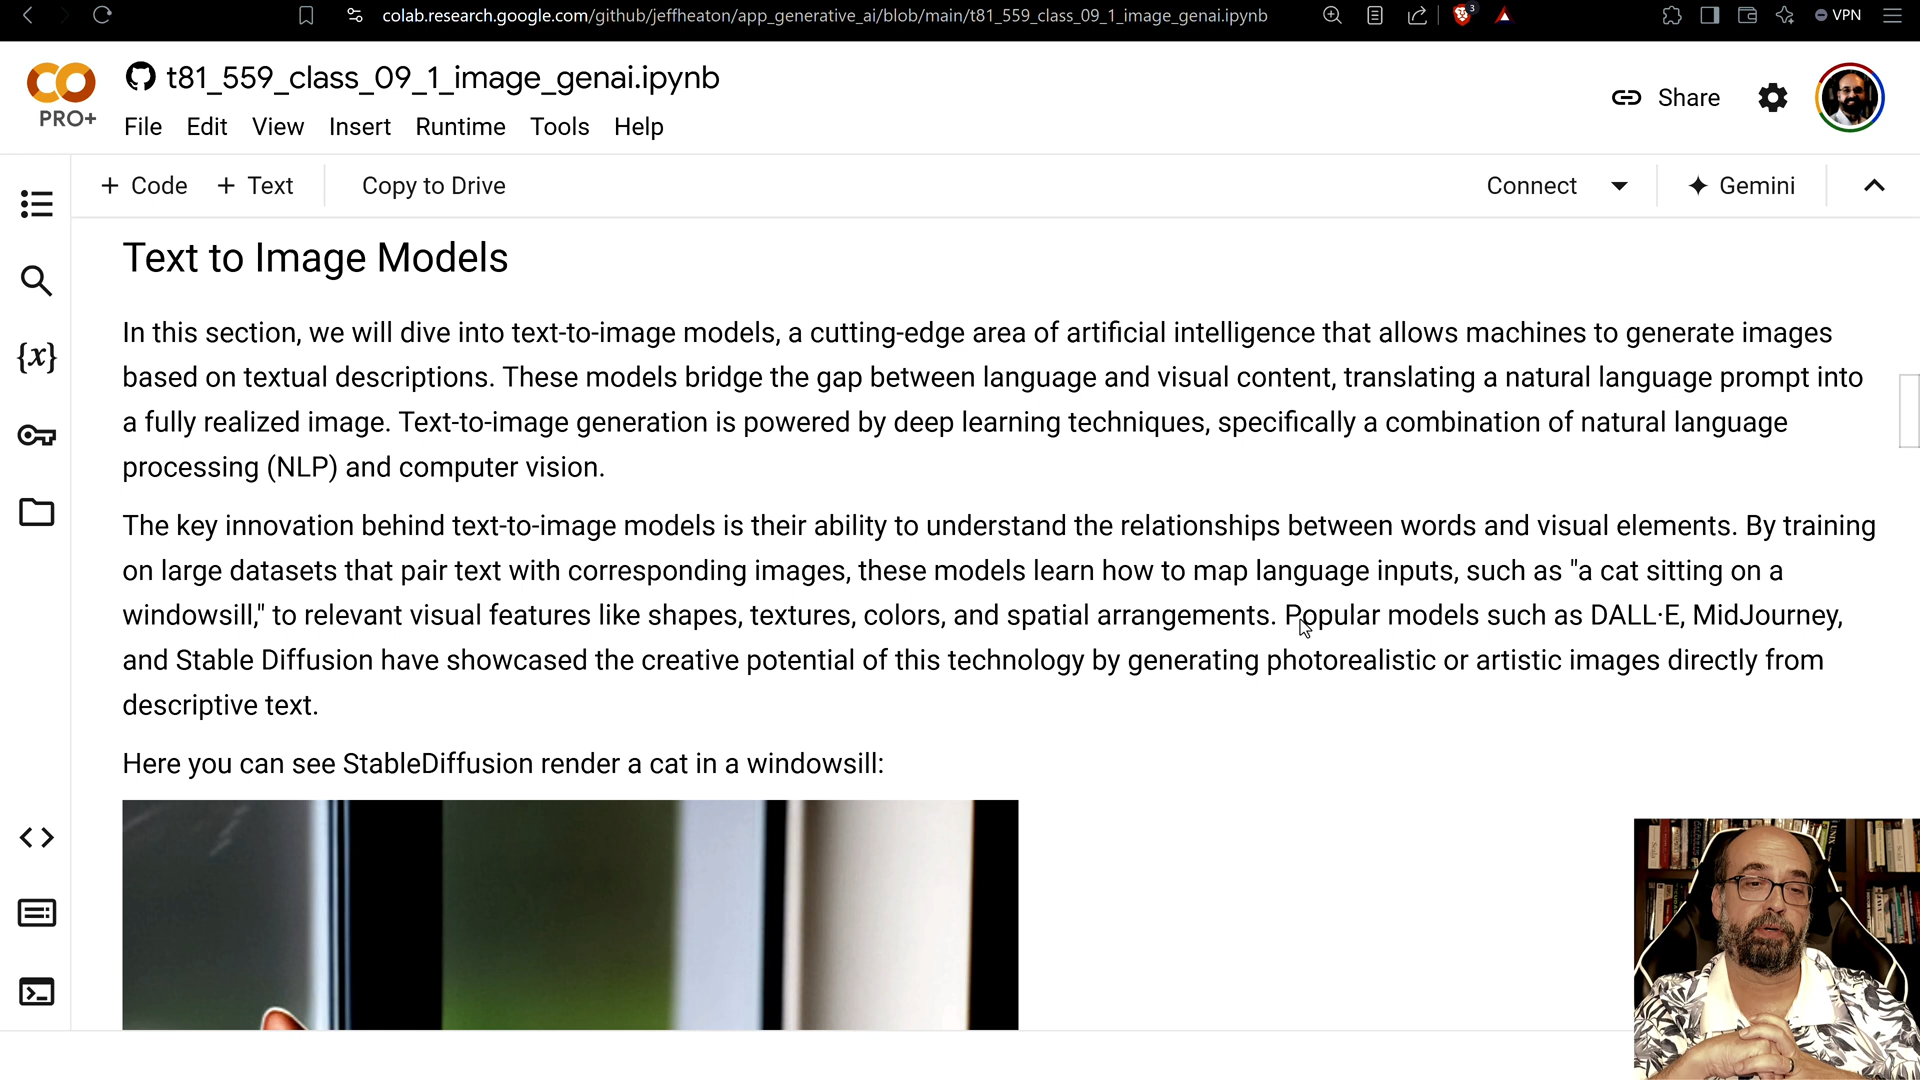 colab.research.google.com/github/jeffheaton/app_generative_ai/blob/main/t81_559_class_09_1_image_genai.ipynb
3
VPN
t81_559_class_09_1_image_genai.ipynb
PRO+
File Edit View Insert Runtime Tools Help
Share
+ Code + Text Copy to Drive
Connect
Gemini
{x}
Text to Image Models
In this section, we will dive into text-to-image models, a cutting-edge area of artificial intelligence that allows machines to generate images
based on textual descriptions. These models bridge the gap between language and visual content, translating a natural language prompt into
a fully realized image. Text-to-image generation is powered by deep learning techniques, specifically a combination of natural language
processing (NLP) and computer vision.
The key innovation behind text-to-image models is their ability to understand the relationships between words and visual elements. By training
on large datasets that pair text with corresponding images, these models learn how to map language inputs, such as "a cat sitting on a
windowsill," to relevant visual features like shapes, textures, colors, and spatial arrangements. Popular models such as DALL·E, MidJourney,
and Stable Diffusion have showcased the creative potential of this technology by generating photorealistic or artistic images directly from
descriptive text.
Here you can see StableDiffusion render a cat in a windowsill: